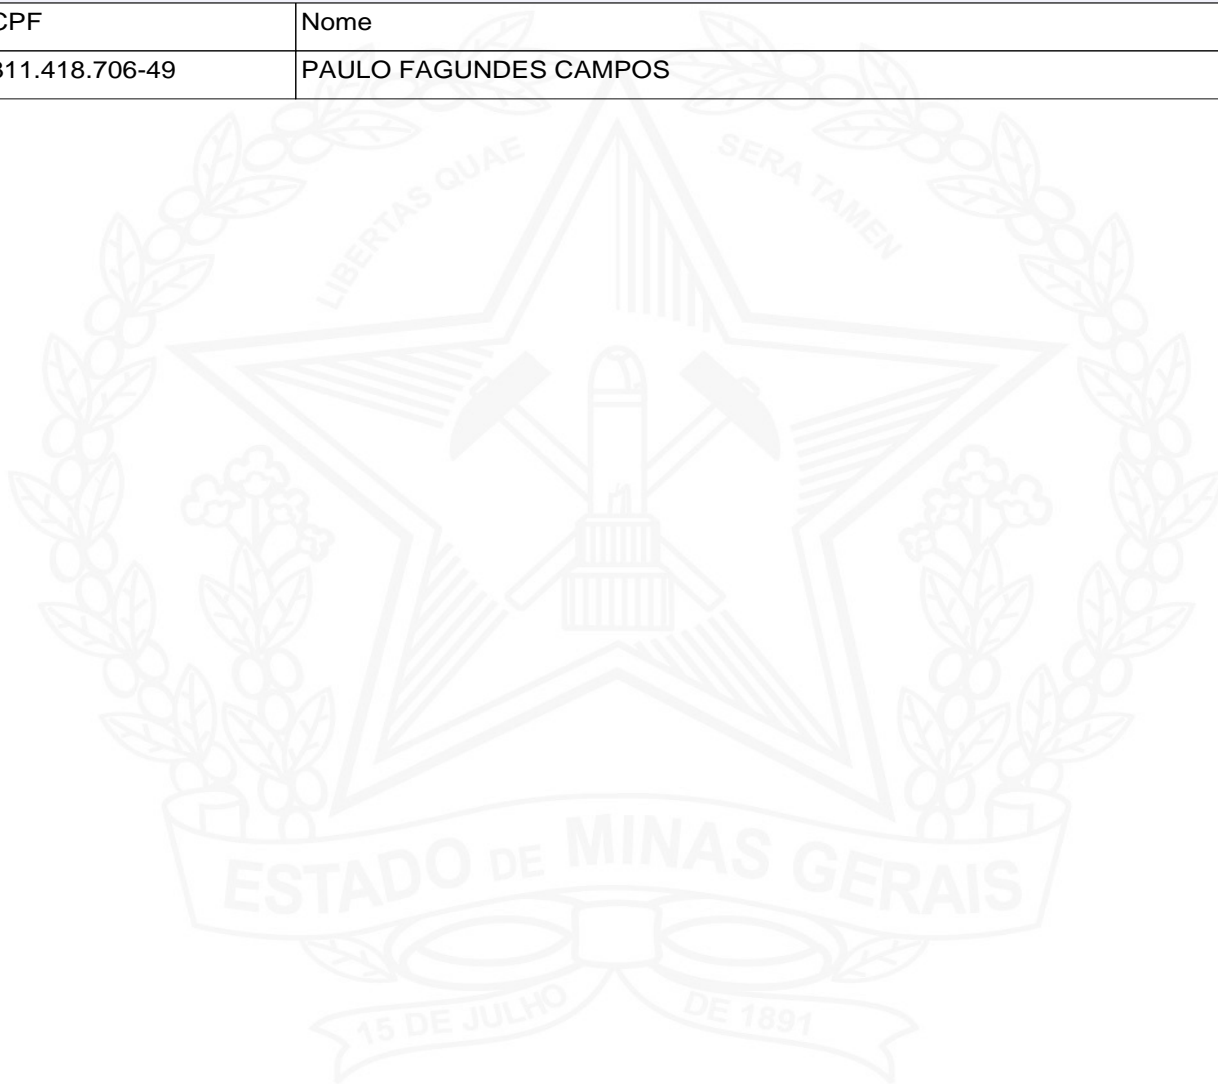 CPF Nome
811.418.706-49 PAULO FAGUNDES CAMPOS
LIBERTAS QUAE SERA TAMEN
ESTADO DE MINAS GERAIS
15 DE JULHO DE 1891